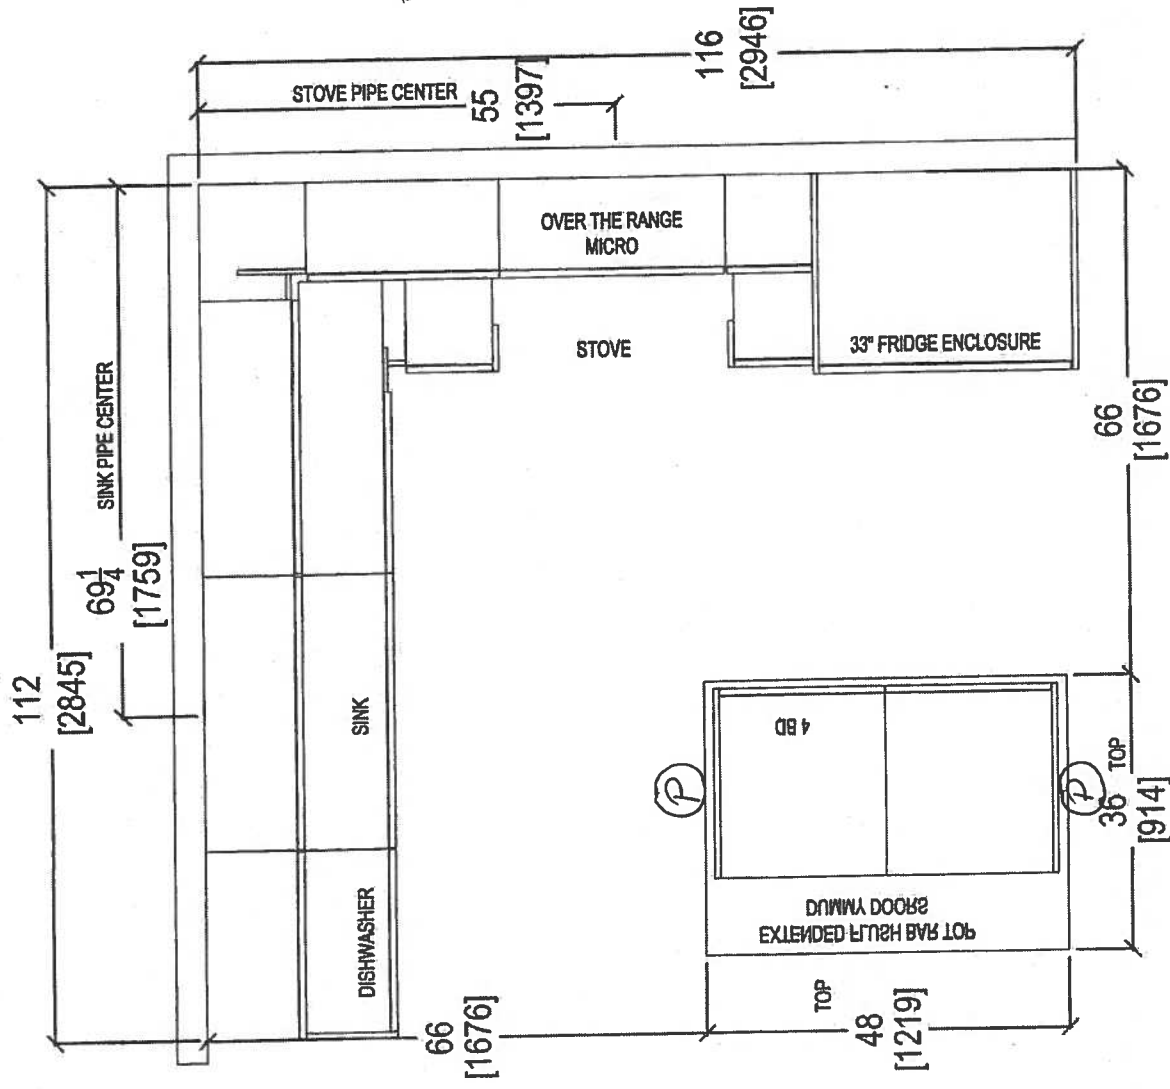 116
[2946]
STOVE PIPE CENTER
55
[1397]
OVER THE RANGE
MICRO
STOVE
33" FRIDGE ENCLOSURE
SINK PIPE CENTER
69 1/4
[1759]
112
[2845]
SINK
DISHWASHER
66
[1676]
66
[1676]
4 BD
P
P
36 TOP
[914]
DUMMY DOORS
EXTENDED FLUSH BAR TOP
TOP
48
[1219]